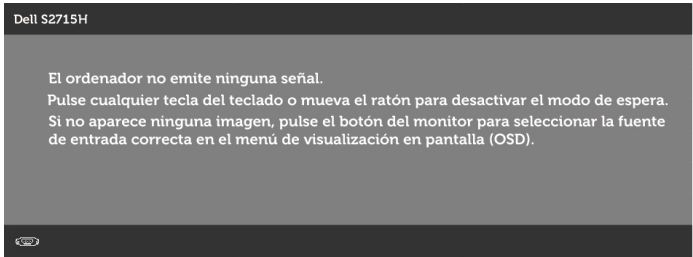 Dell S2715H
El ordenador no emite ninguna señal.
Pulse cualquier tecla del teclado o mueva el ratón para desactivar el modo de espera.
Si no aparece ninguna imagen, pulse el botón del monitor para seleccionar la fuente
de entrada correcta en el menú de visualización en pantalla (OSD).